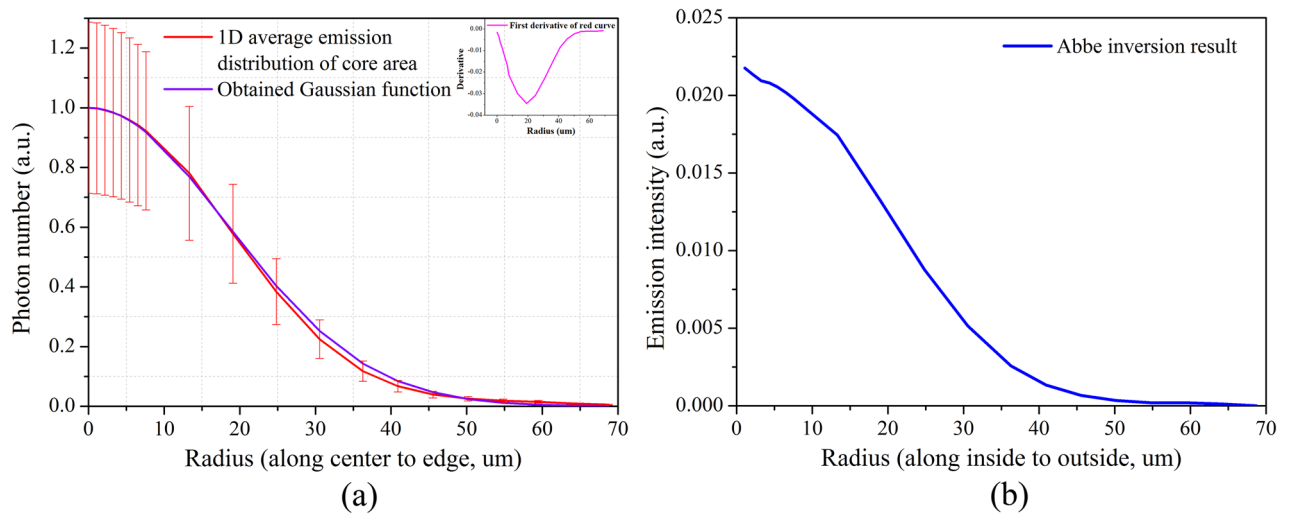 1.2
1.0
0.8
0.6
0.4
0.2
0.0
Photon number (a.u.)
1D average emission
distribution of core area
Obtained Gaussian function
First derivative of red curve
0.00
-0.01
-0.02
-0.03
-0.04
Derivative
0 20 40 60
Radius (um)
0 10 20 30 40 50 60 70
Radius (along center to edge, um)
(a)
0.025
0.020
0.015
0.010
0.005
0.000
Emission intensity (a.u.)
Abbe inversion result
0 10 20 30 40 50 60 70
Radius (along inside to outside, um)
(b)